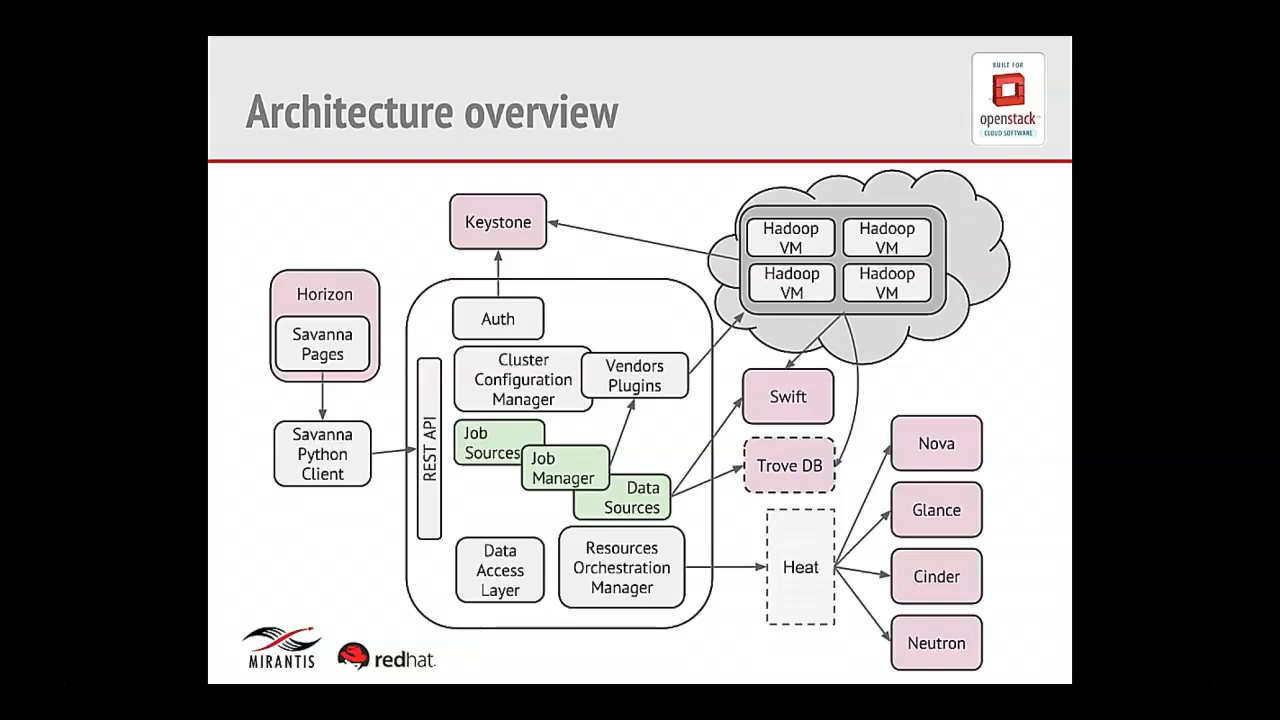 Architecture overview
BUILT FOR
openstack™
CLOUD SOFTWARE
Keystone
Hadoop
VM
Hadoop
VM
Hadoop
VM
Hadoop
VM
Horizon
Savanna
Pages
Savanna
Python
Client
REST API
Auth
Cluster
Configuration
Manager
Vendors
Plugins
Job
Sources
Job
Manager
Data
Sources
Data
Access
Layer
Resources
Orchestration
Manager
Swift
Trove DB
Heat
Nova
Glance
Cinder
Neutron
MIRANTIS
redhat.